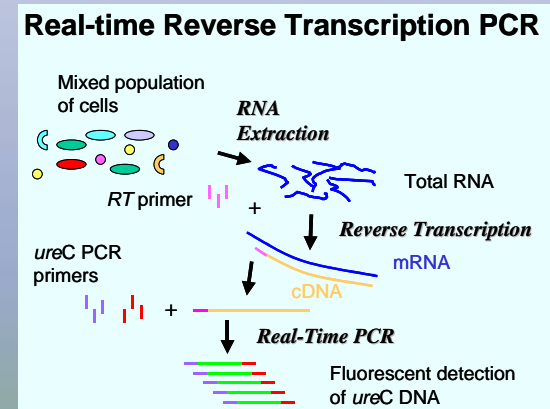 Real-time Reverse Transcription PCR
Mixed population
of cells
RNA
Extraction
RT primer
+
Total RNA
Reverse Transcription
ureC PCR
primers
mRNA
cDNA
+
Real-Time PCR
Fluorescent detection
of ureC DNA